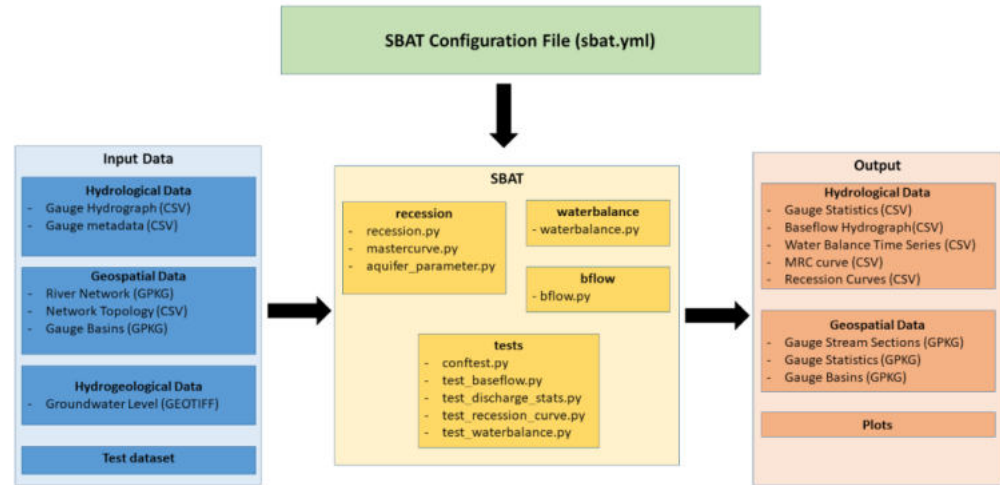 SBAT Configuration File (sbat.yml)
Input Data
Hydrological Data
- Gauge Hydrograph (CSV)
- Gauge metadata (CSV)
Geospatial Data
- River Network (GPKG)
- Network Topology (CSV)
- Gauge Basins (GPKG)
Hydrogeological Data
- Groundwater Level (GEOTIFF)
Test dataset
SBAT
recession
- recession.py
- mastercurve.py
- aquifer_parameter.py
waterbalance
- waterbalance.py
bflow
- bflow.py
tests
- conftest.py
- test_baseflow.py
- test_discharge_stats.py
- test_recession_curve.py
- test_waterbalance.py
Output
Hydrological Data
- Gauge Statistics (CSV)
- Baseflow Hydrograph(CSV)
- Water Balance Time Series (CSV)
- MRC curve (CSV)
- Recession Curves (CSV)
Geospatial Data
- Gauge Stream Sections (GPKG)
- Gauge Statistics (GPKG)
- Gauge Basins (GPKG)
Plots